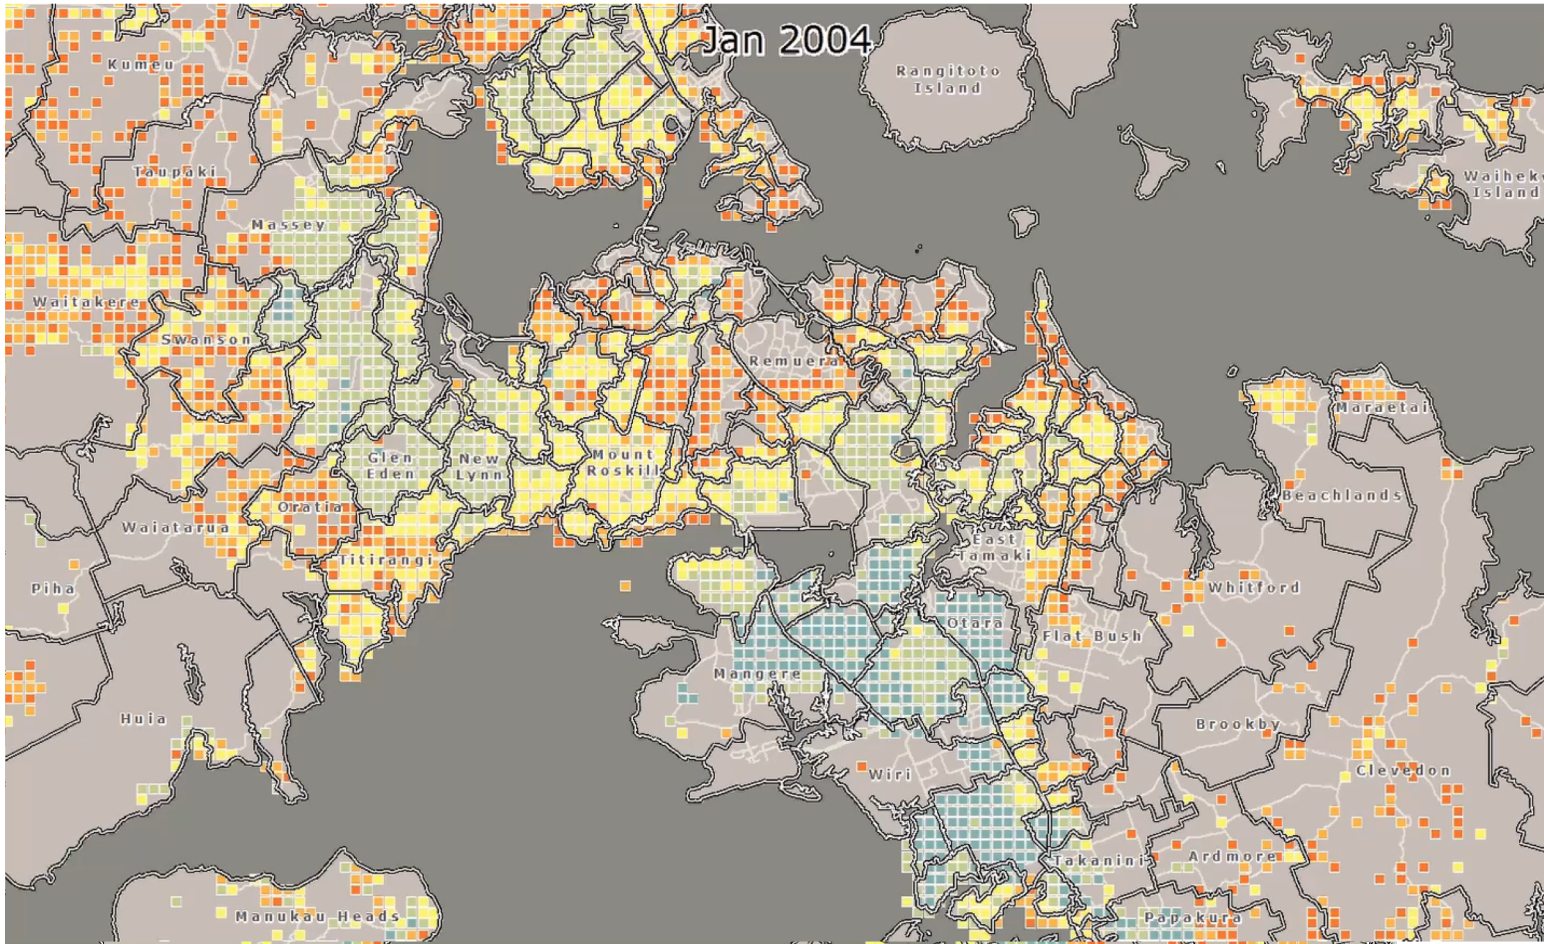 Jan 2004
Kumeu
Rangitoto
Island
Taupaki
Waihek
Island
Massey
Waitakere
Swanson
Remuera
Maraetai
Glen
Eden
New
Lynn
Mount
Roskill
Beachlands
Oratia
Waiatarua
Titirangi
East
Tamaki
Piha
Whitford
Otara
Flat Bush
Mangere
Huia
Brookby
Wiri
Clevedon
Takanini
Ardmore
Manukau Heads
Papakura